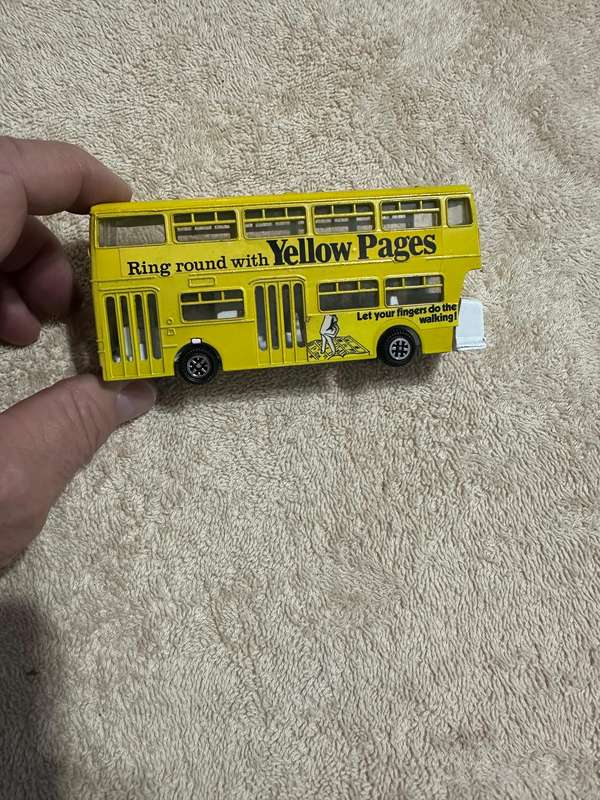 Ring round with Yellow Pages
Let your fingers do the
walking!